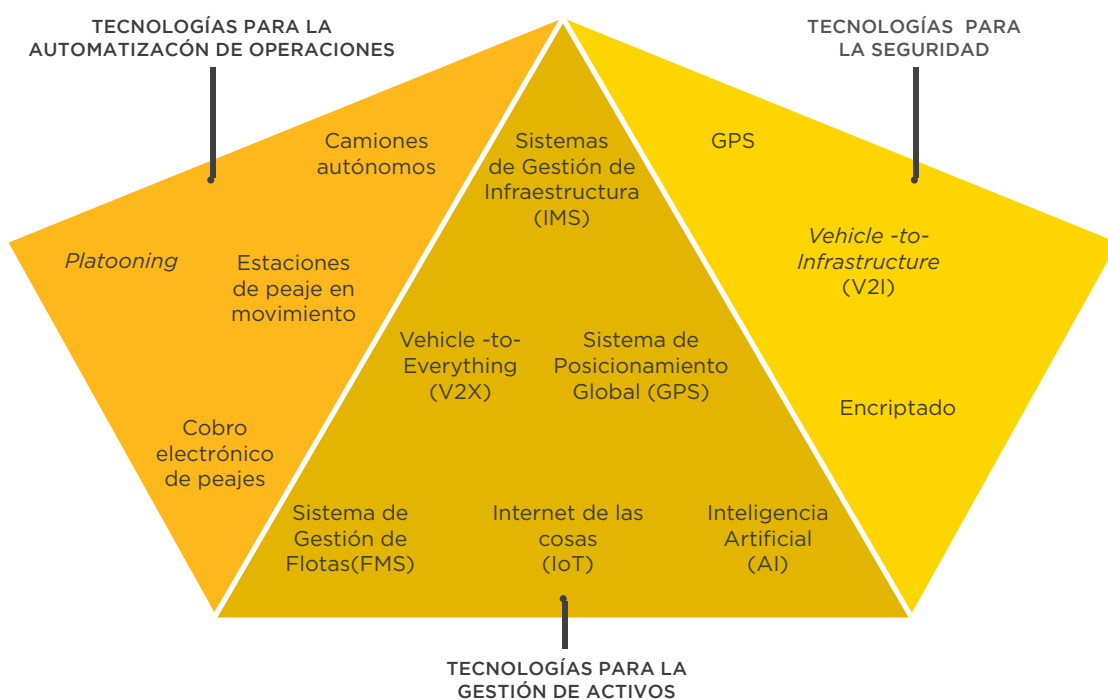 TECNOLOGÍAS PARA LA
AUTOMATIZACÓN DE OPERACIONES
Camiones
autónomos
Platooning
Estaciones
de peaje en
movimiento
Cobro
electrónico
de peajes
Sistemas
de Gestión de
Infraestructura
(IMS)
Vehicle -to-
Everything
(V2X)
Sistema de
Posicionamiento
Global (GPS)
Sistema de
Gestión de
Flotas(FMS)
Internet de las
cosas
(IoT)
Inteligencia
Artificial
(AI)
TECNOLOGÍAS PARA LA
GESTIÓN DE ACTIVOS
TECNOLOGÍAS PARA
LA SEGURIDAD
GPS
Vehicle -to-
Infrastructure
(V2I)
Encriptado